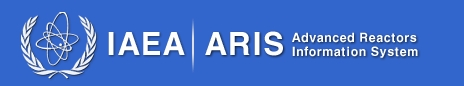 IAEA | ARIS Advanced Reactors
Information System